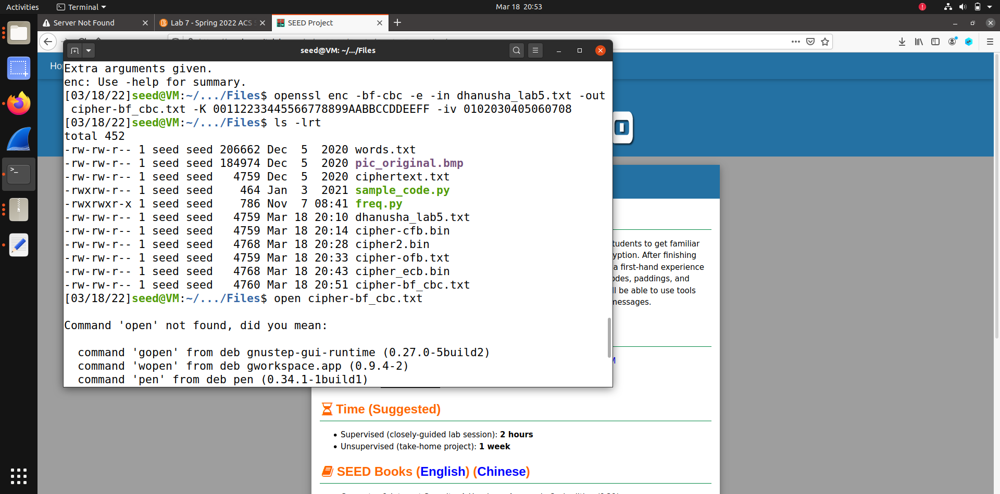 Activities Terminal Mar 18 20:53
Server Not Found Lab 7 - Spring 2022 ACS SEED Project
seed@VM: ~/.../Files
Extra arguments given.
enc: Use -help for summary.
[03/18/22]seed@VM:~/.../Files$ openssl enc -bf-cbc -e -in dhanusha_lab5.txt -out
cipher-bf_cbc.txt -K 00112233445566778899AABBCCDDEEFF -iv 0102030405060708
[03/18/22]seed@VM:~/.../Files$ ls -lrt
total 452
-rw-rw-r-- 1 seed seed 206662 Dec 5 2020 words.txt
-rw-rw-r-- 1 seed seed 184974 Dec 5 2020 pic_original.bmp
-rw-rw-r-- 1 seed seed 4759 Dec 5 2020 ciphertext.txt
-rwxrw-r-- 1 seed seed 464 Jan 3 2021 sample_code.py
-rwxrwxr-x 1 seed seed 786 Nov 7 08:41 freq.py
-rw-rw-r-- 1 seed seed 4759 Mar 18 20:10 dhanusha_lab5.txt
-rw-rw-r-- 1 seed seed 4759 Mar 18 20:14 cipher-cfb.bin
-rw-rw-r-- 1 seed seed 4768 Mar 18 20:28 cipher2.bin
-rw-rw-r-- 1 seed seed 4759 Mar 18 20:33 cipher-ofb.txt
-rw-rw-r-- 1 seed seed 4768 Mar 18 20:43 cipher_ecb.bin
-rw-rw-r-- 1 seed seed 4760 Mar 18 20:51 cipher-bf_cbc.txt
[03/18/22]seed@VM:~/.../Files$ open cipher-bf_cbc.txt
Command 'open' not found, did you mean:
command 'gopen' from deb gnustep-gui-runtime (0.27.0-5build2)
command 'wopen' from deb gworkspace.app (0.9.4-2)
command 'pen' from deb pen (0.34.1-1build1)
Ho
tudents to get familiar
yption. After finishing
a first-hand experience
odes, paddings, and
ll be able to use tools
messages.
Time (Suggested)
Supervised (closely-guided lab session): 2 hours
Unsupervised (take-home project): 1 week
SEED Books (English) (Chinese)